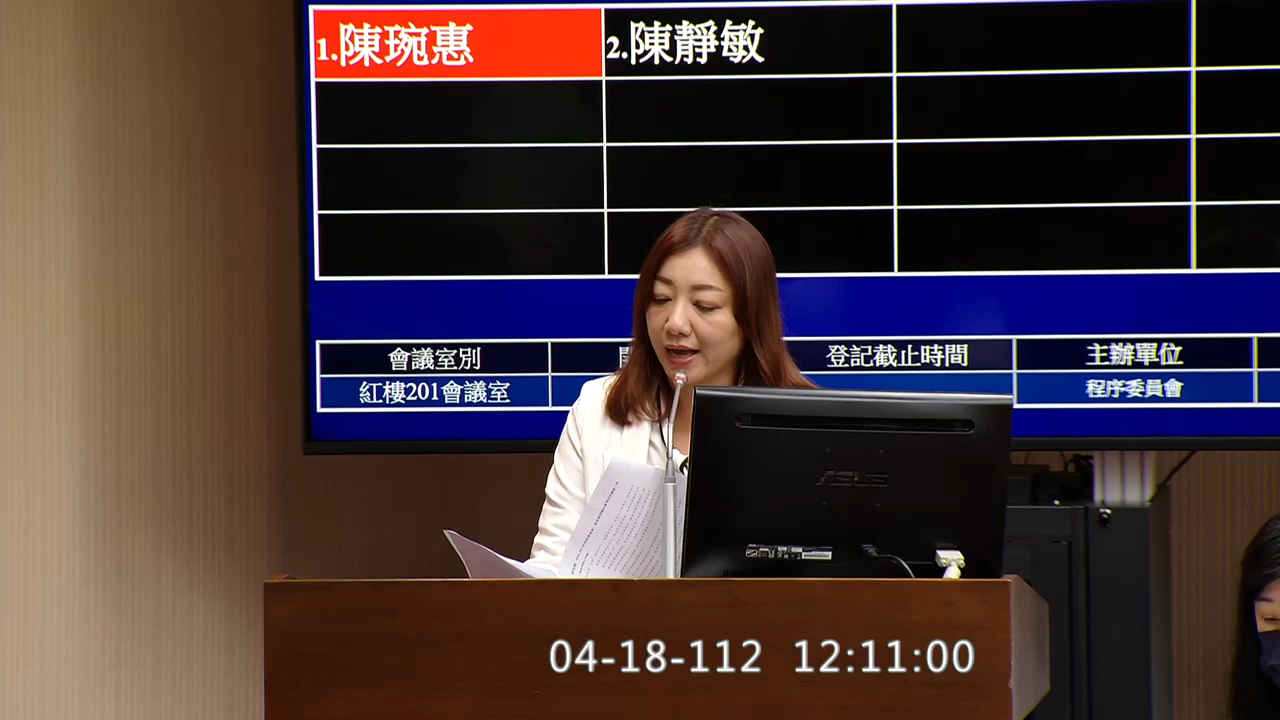 1.陳琬惠 2.陳靜敏
會議室別 登記截止時間 主辦單位
紅樓201會議室 程序委員會
ASUS
04-18-112 12:11:00